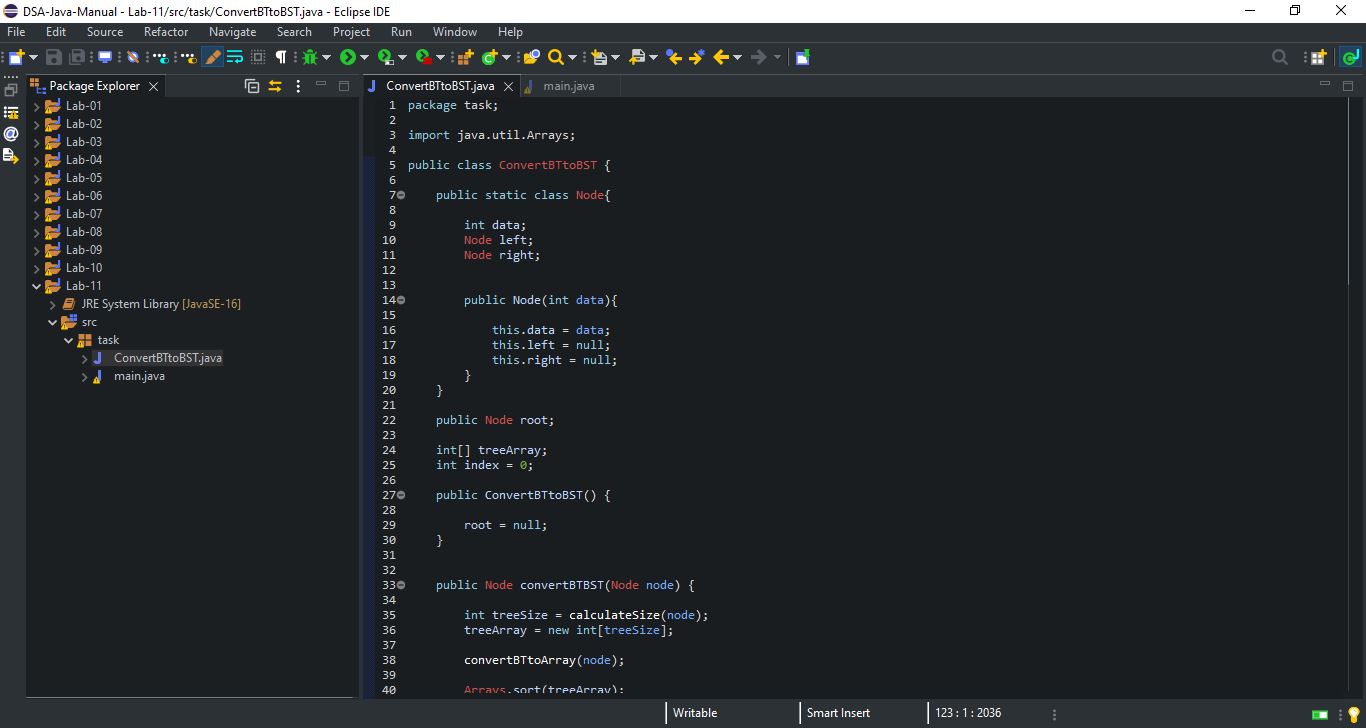 DSA-Java-Manual - Lab-11/src/task/ConvertBTtoBST.java - Eclipse IDE
File Edit Source Refactor Navigate Search Project Run Window Help
Package Explorer
Lab-01
Lab-02
Lab-03
Lab-04
Lab-05
Lab-06
Lab-07
Lab-08
Lab-09
Lab-10
Lab-11
JRE System Library [JavaSE-16]
src
task
ConvertBTtoBST.java
main.java
ConvertBTtoBST.java main.java
1 package task;
2
3 import java.util.Arrays;
4
5 public class ConvertBTtoBST {
6
7 public static class Node{
8
9 int data;
10 Node left;
11 Node right;
12
13
14 public Node(int data){
15
16 this.data = data;
17 this.left = null;
18 this.right = null;
19 }
20 }
21
22 public Node root;
23
24 int[] treeArray;
25 int index = 0;
26
27 public ConvertBTtoBST() {
28
29 root = null;
30 }
31
32
33 public Node convertBTBST(Node node) {
34
35 int treeSize = calculateSize(node);
36 treeArray = new int[treeSize];
37
38 convertBTtoArray(node);
39
40 Arrays.sort(treeArray);
Writable Smart Insert 123 : 1 : 2036